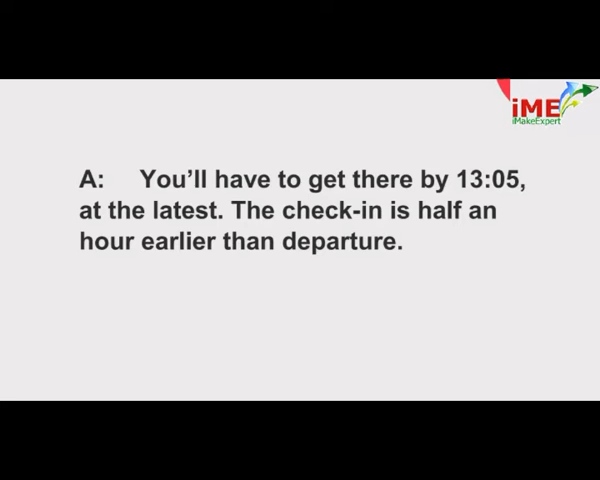 iME
iMakeExpert
A: You'll have to get there by 13:05,
at the latest. The check-in is half an
hour earlier than departure.